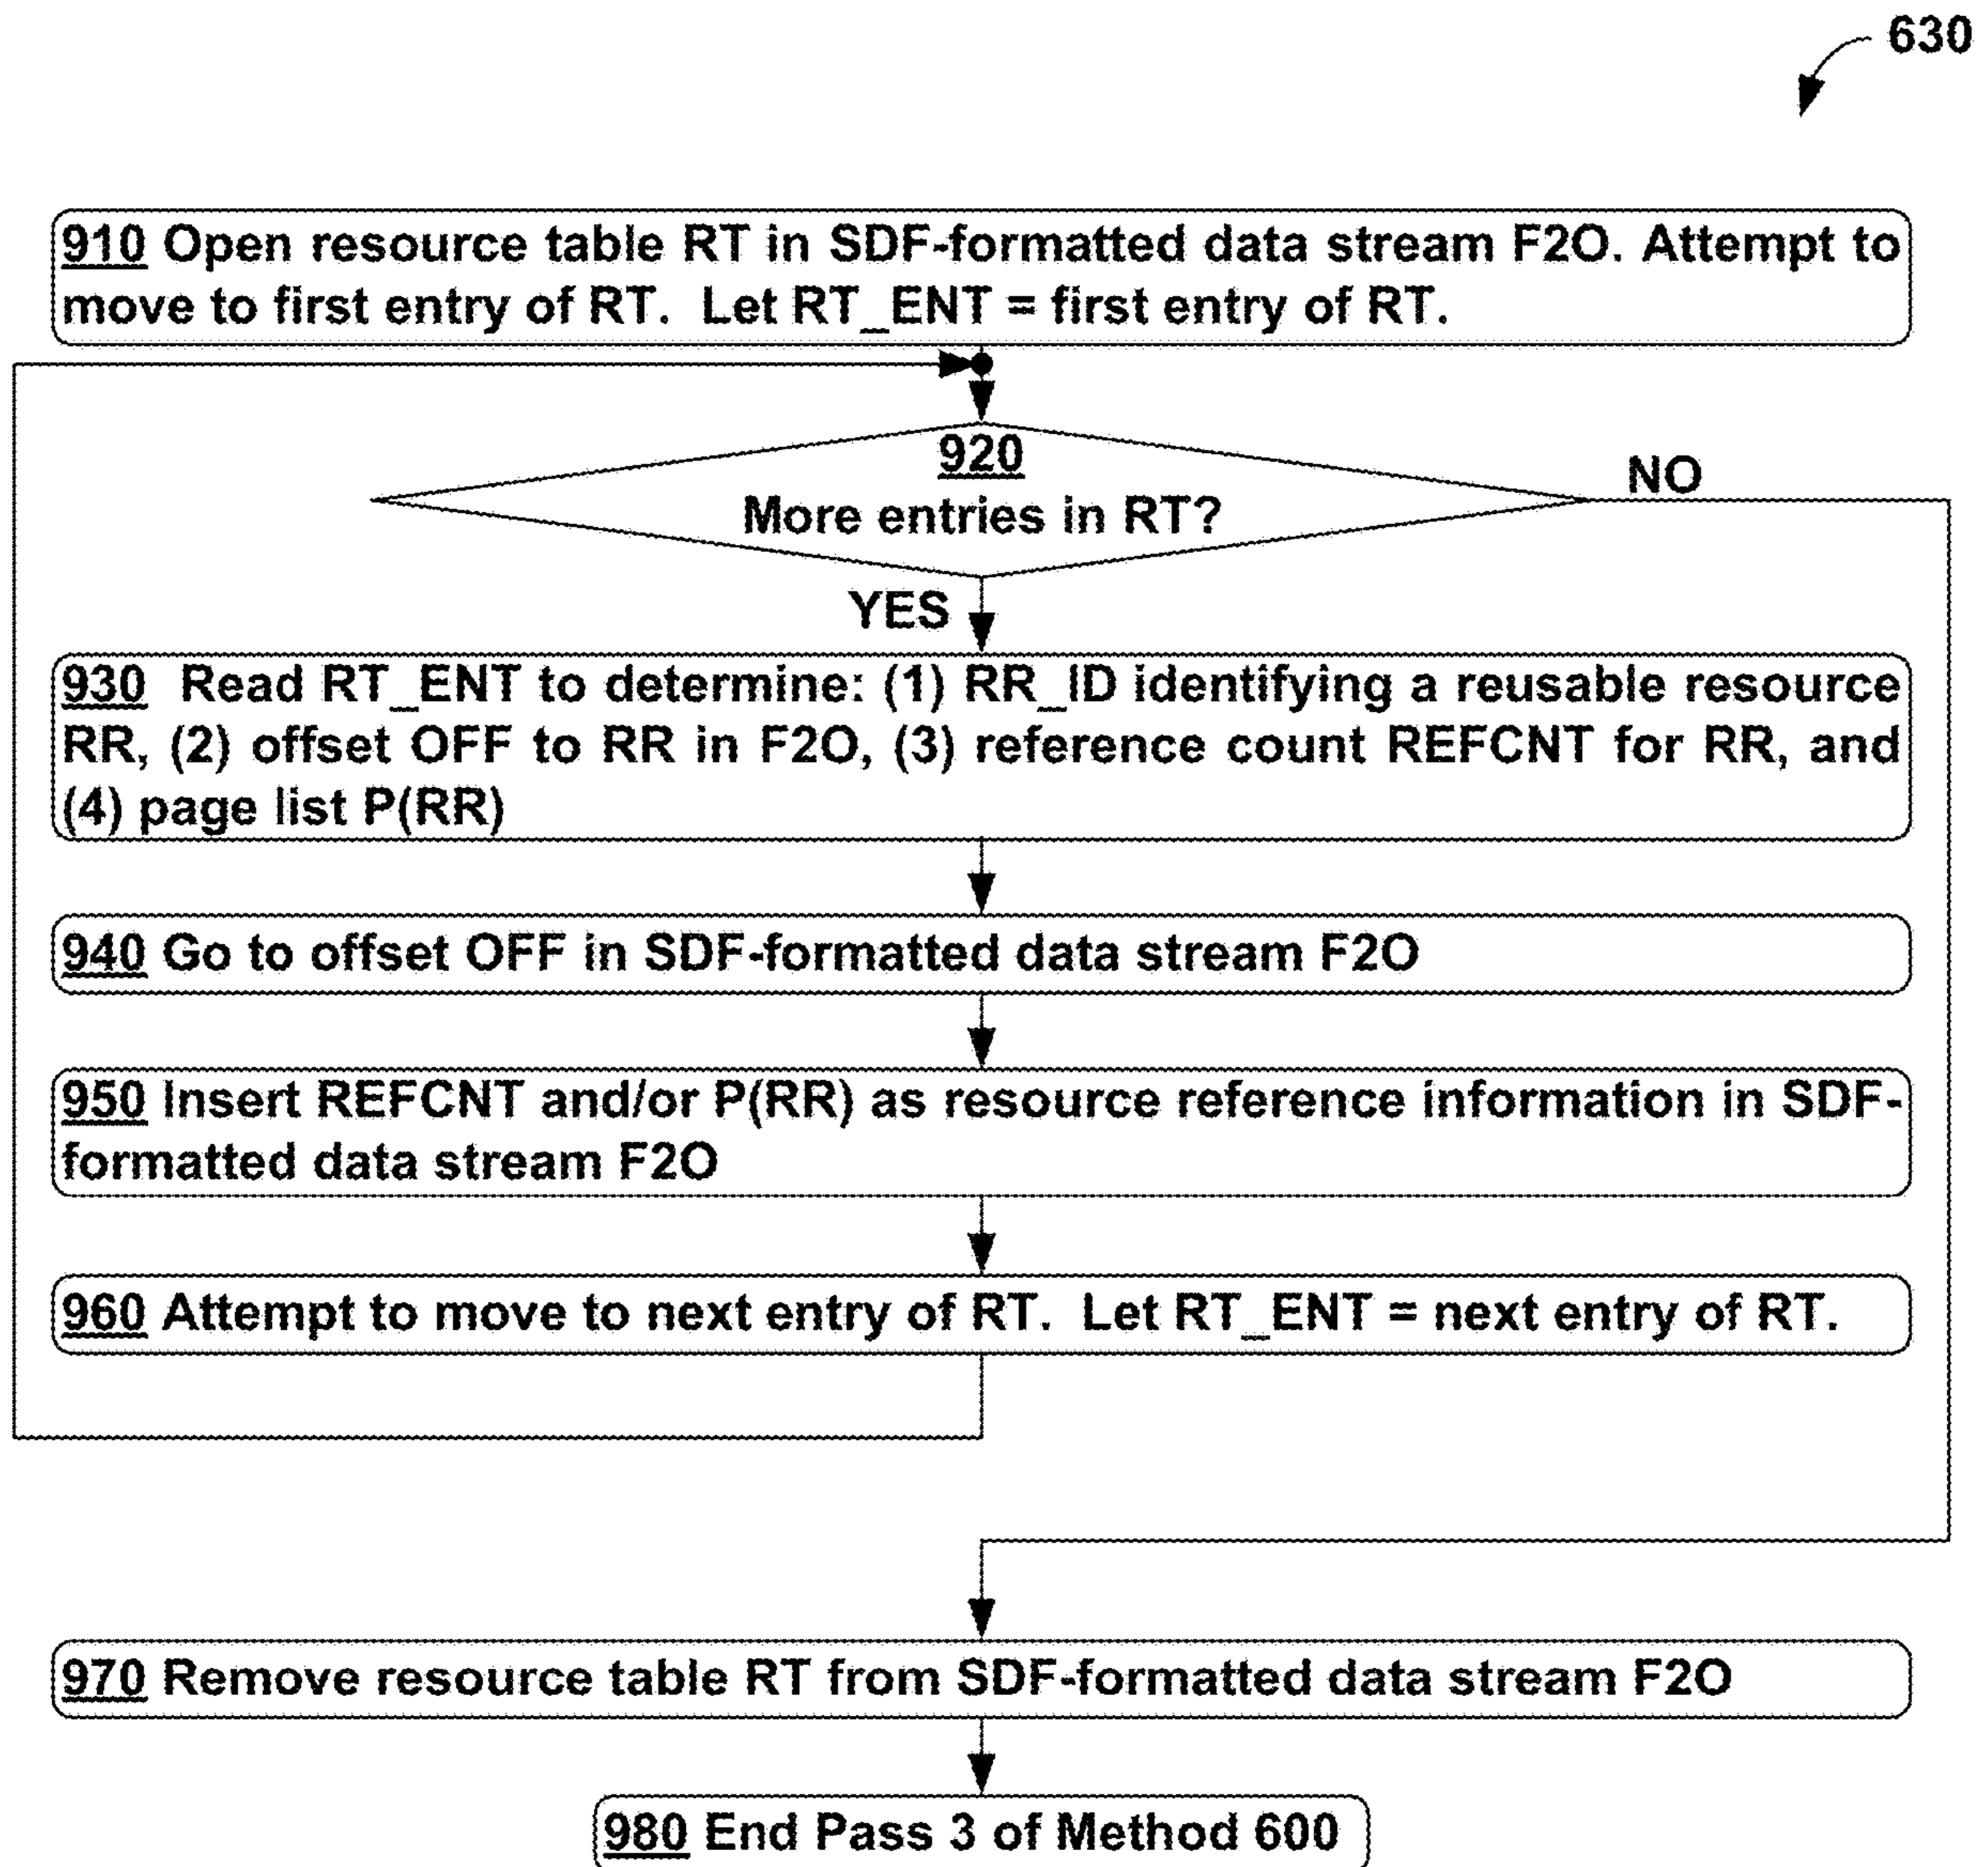 630
910 Open resource table RT in SDF-formatted data stream F2O. Attempt to
move to first entry of RT.  Let RT_ENT = first entry of RT.
920
NO
More entries in RT?
YES
930  Read RT_ENT to determine: (1) RR_ID identifying a reusable resource
RR, (2) offset OFF to RR in F2O, (3) reference count REFCNT for RR, and
(4) page list P(RR)
940 Go to offset OFF in SDF-formatted data stream F2O
950 Insert REFCNT and/or P(RR) as resource reference information in SDF-
formatted data stream F2O
960 Attempt to move to next entry of RT.  Let RT_ENT = next entry of RT.
970 Remove resource table RT from SDF-formatted data stream F2O
980 End Pass 3 of Method 600